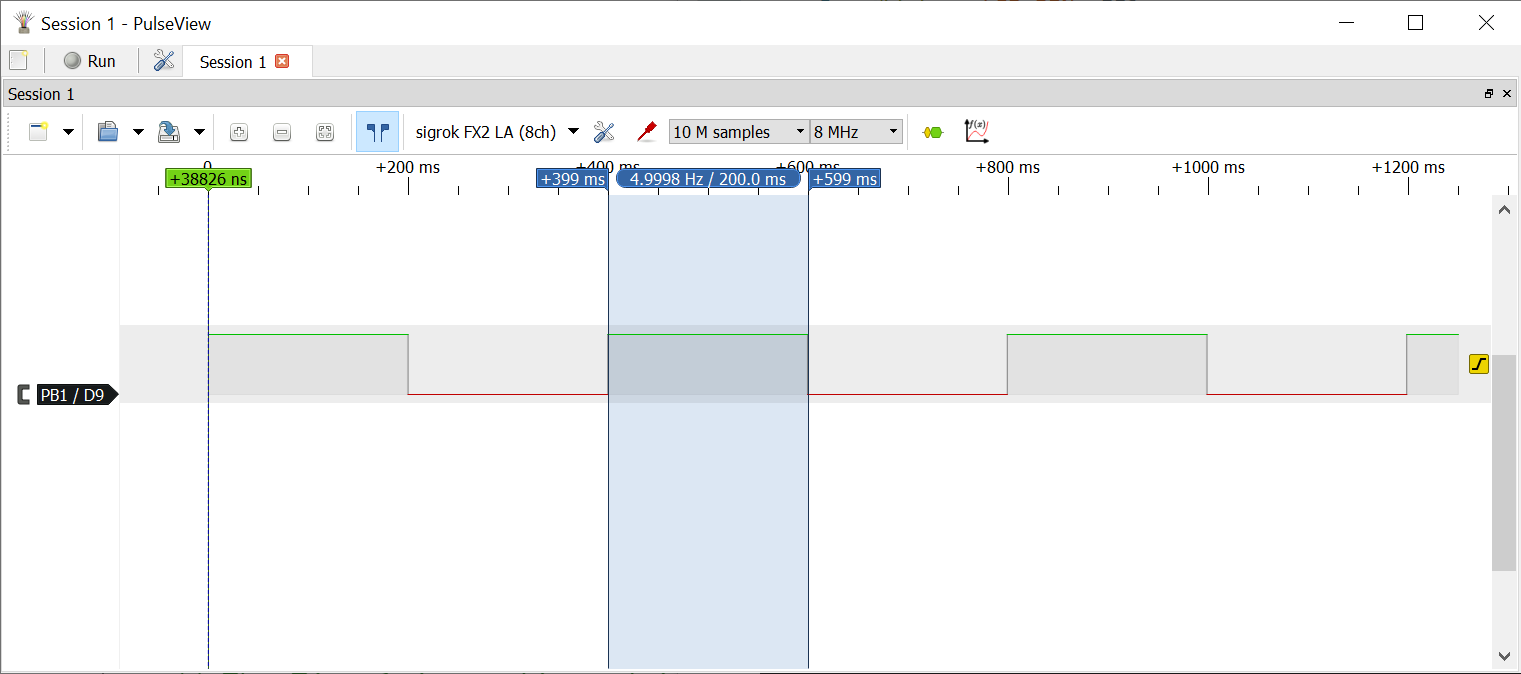 Session 1 - PulseView
Run
Session 1
Session 1
sigrok FX2 LA (8ch)
10 M samples
8 MHz
f(x)
0
+200 ms
+400 ms
+600 ms
+800 ms
+1000 ms
+1200 ms
+38826 ns
+399 ms
4.9998 Hz / 200.0 ms
+599 ms
PB1 / D9